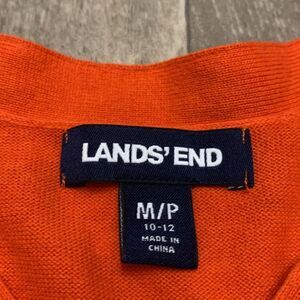 LANDS' END
M/P
10-12
MADE IN
CHINA